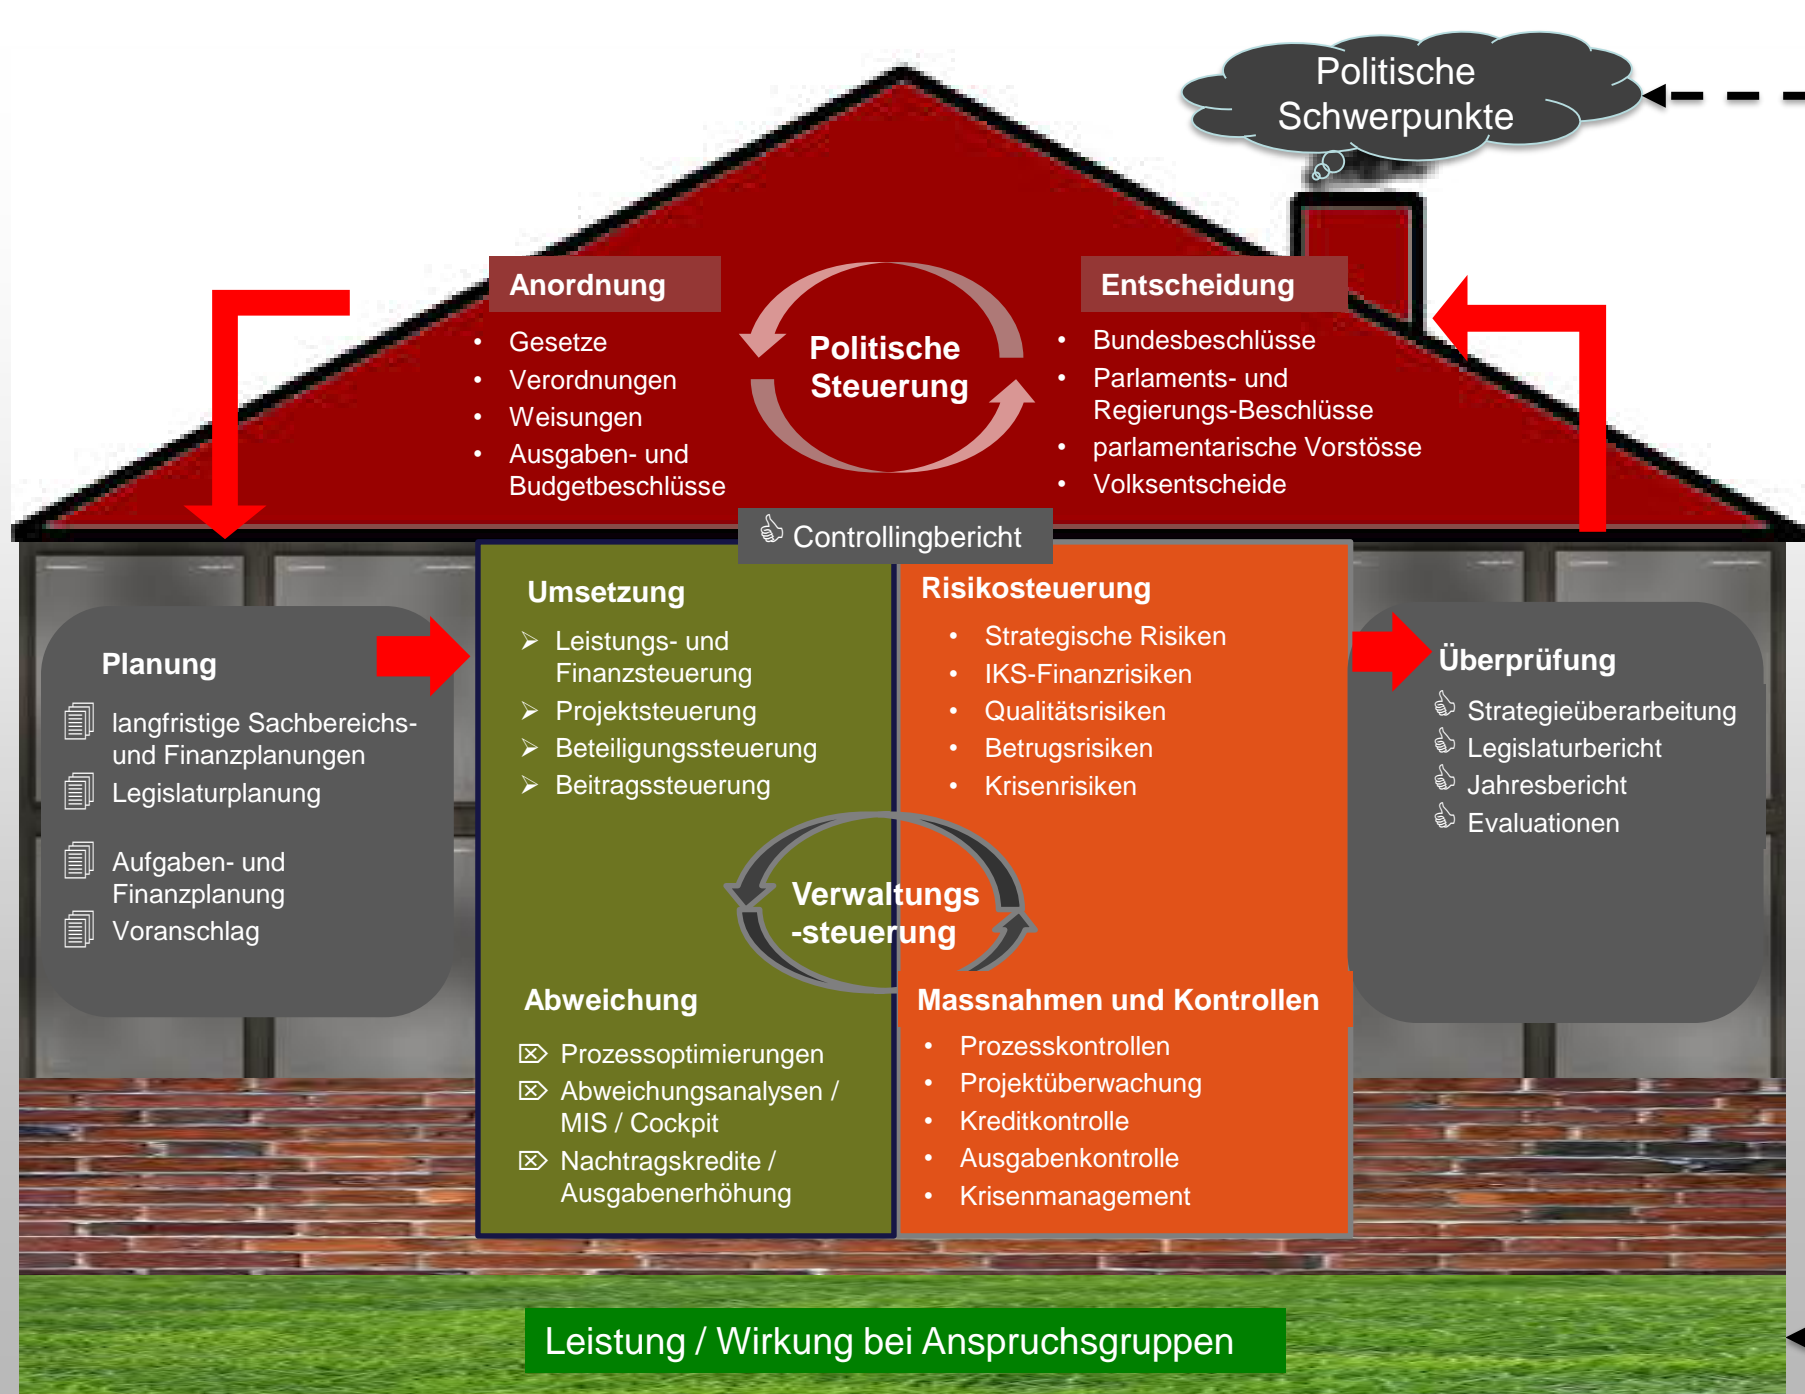 Politische
Schwerpunkte
Anordnung
• Gesetze
• Verordnungen
• Weisungen
• Ausgaben- und
Budgetbeschlüsse
Politische
Steuerung
Entscheidung
• Bundesbeschlüsse
• Parlaments- und
Regierungs-Beschlüsse
• parlamentarische Vorstösse
• Volksentscheide
Controllingbericht
Planung
langfristige Sachbereichs-
und Finanzplanungen
Legislaturplanung
Aufgaben- und
Finanzplanung
Voranschlag
Umsetzung
Leistungs- und
Finanzsteuerung
Projektsteuerung
Beteiligungssteuerung
Beitragssteuerung
Risikosteuerung
• Strategische Risiken
• IKS-Finanzrisiken
• Qualitätsrisiken
• Betrugsrisiken
• Krisenrisiken
Überprüfung
Strategieüberarbeitung
Legislaturbericht
Jahresbericht
Evaluationen
Verwaltungs
-steuerung
Abweichung
Prozessoptimierungen
Abweichungsanalysen /
MIS / Cockpit
Nachtragskredite /
Ausgabenerhöhung
Massnahmen und Kontrollen
• Prozesskontrollen
• Projektüberwachung
• Kreditkontrolle
• Ausgabenkontrolle
• Krisenmanagement
Leistung / Wirkung bei Anspruchsgruppen